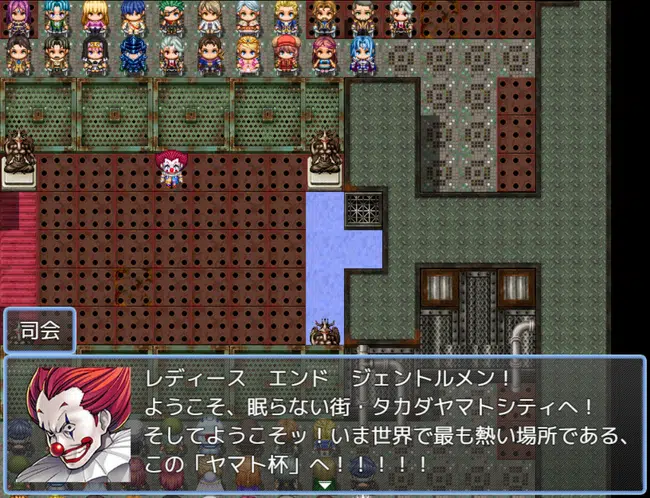 司会
レディース　エンド　ジェントルメン！
ようこそ、眠らない街・タカダヤマトシティへ！
そしてようこそッ！いま世界で最も熱い場所である、
この「ヤマト杯」へ！！！！！